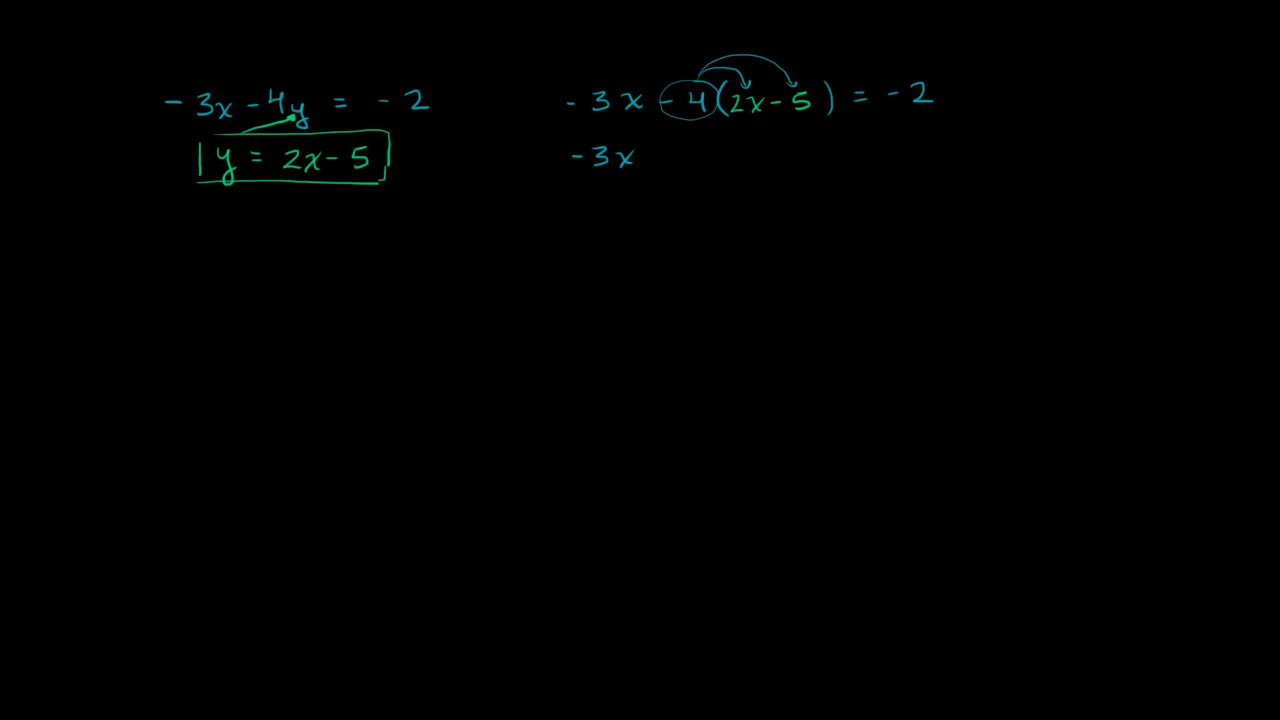 -3x-4y = -2
y = 2x-5
-3x-4(2x-5) = -2
-3x